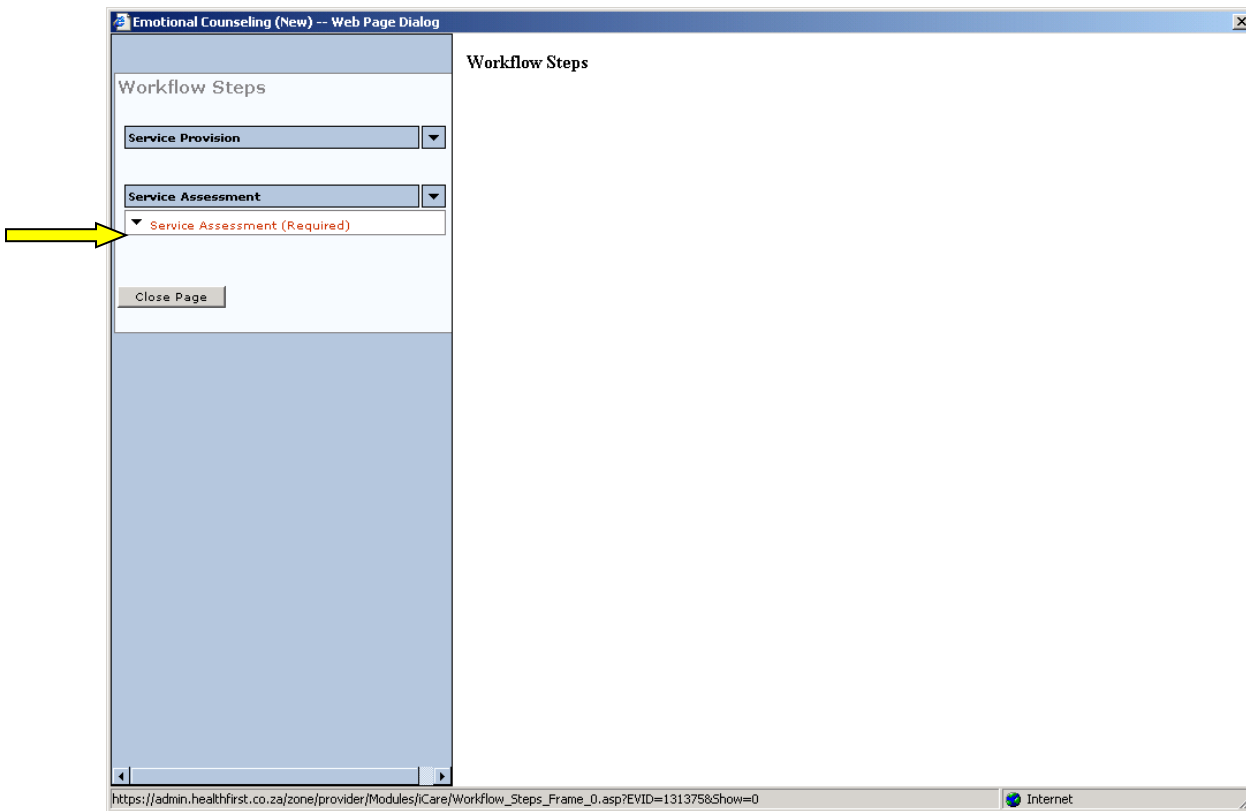 Emotional Counseling (New) -- Web Page Dialog
Workflow Steps
Workflow Steps
Service Provision
Service Assessment
Service Assessment (Required)
Close Page
https://admin.healthfirst.co.za/zone/provider/Modules/iCare/Workflow_Steps_Frame_0.asp?EVID=131375&Show=0
Internet